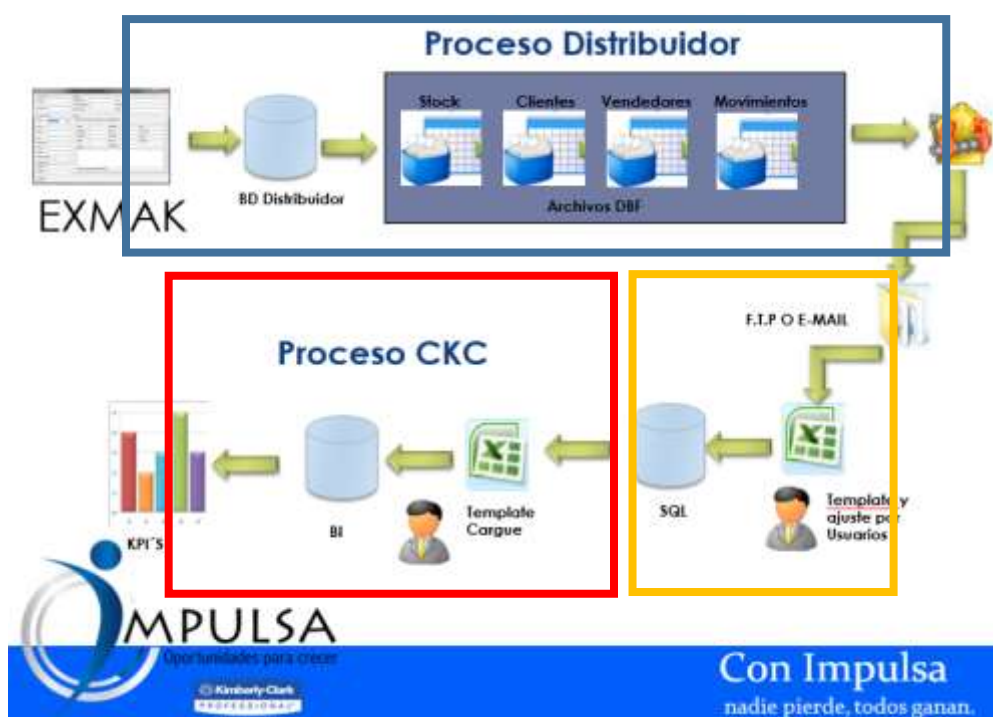 Proceso Distribuidor
Stock Clientes Vendedores Movimientos
BD Distribuidor
Archivos DBF
EXMAK
F.T.P O E-MAIL
Proceso CKC
Template y
ajuste por
Usuarios
SQL
Template
Cargue
BI
KPI´S
IMPULSA
Oportunidades para crecer
Kimberly-Clark
PROFESSIONAL
Con Impulsa
nadie pierde, todos ganan.